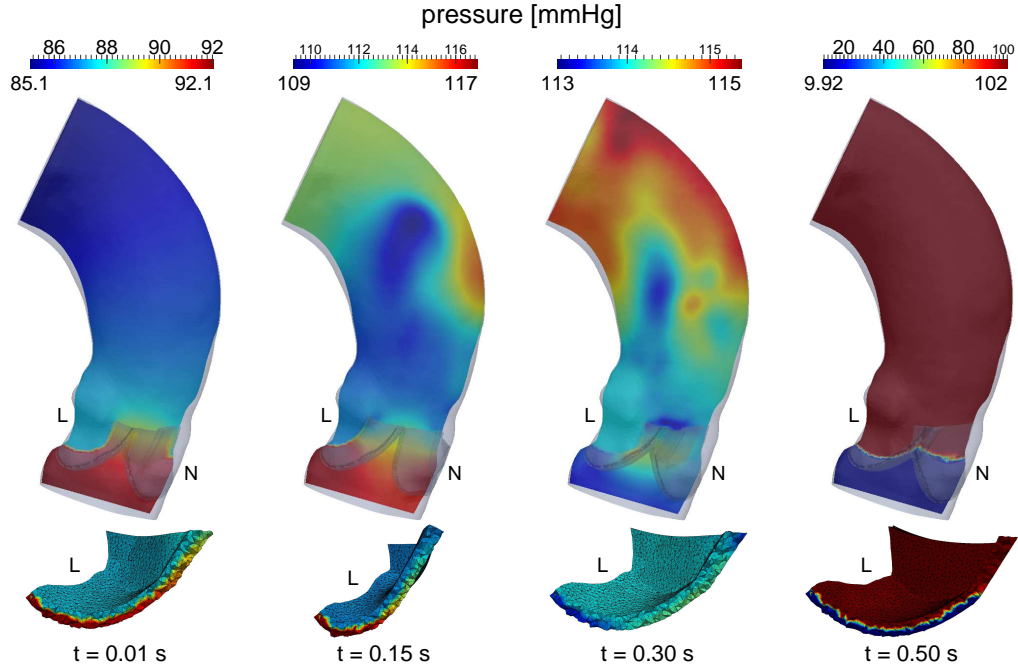 pressure [mmHg]
86 88 90 92
85.1 92.1
110 112 114 116
109 117
114 115
113 115
20 40 60 80 100
9.92 102
L
L
L
L
N
N
N
N
L
L
L
L
t = 0.01 s
t = 0.15 s
t = 0.30 s
t = 0.50 s